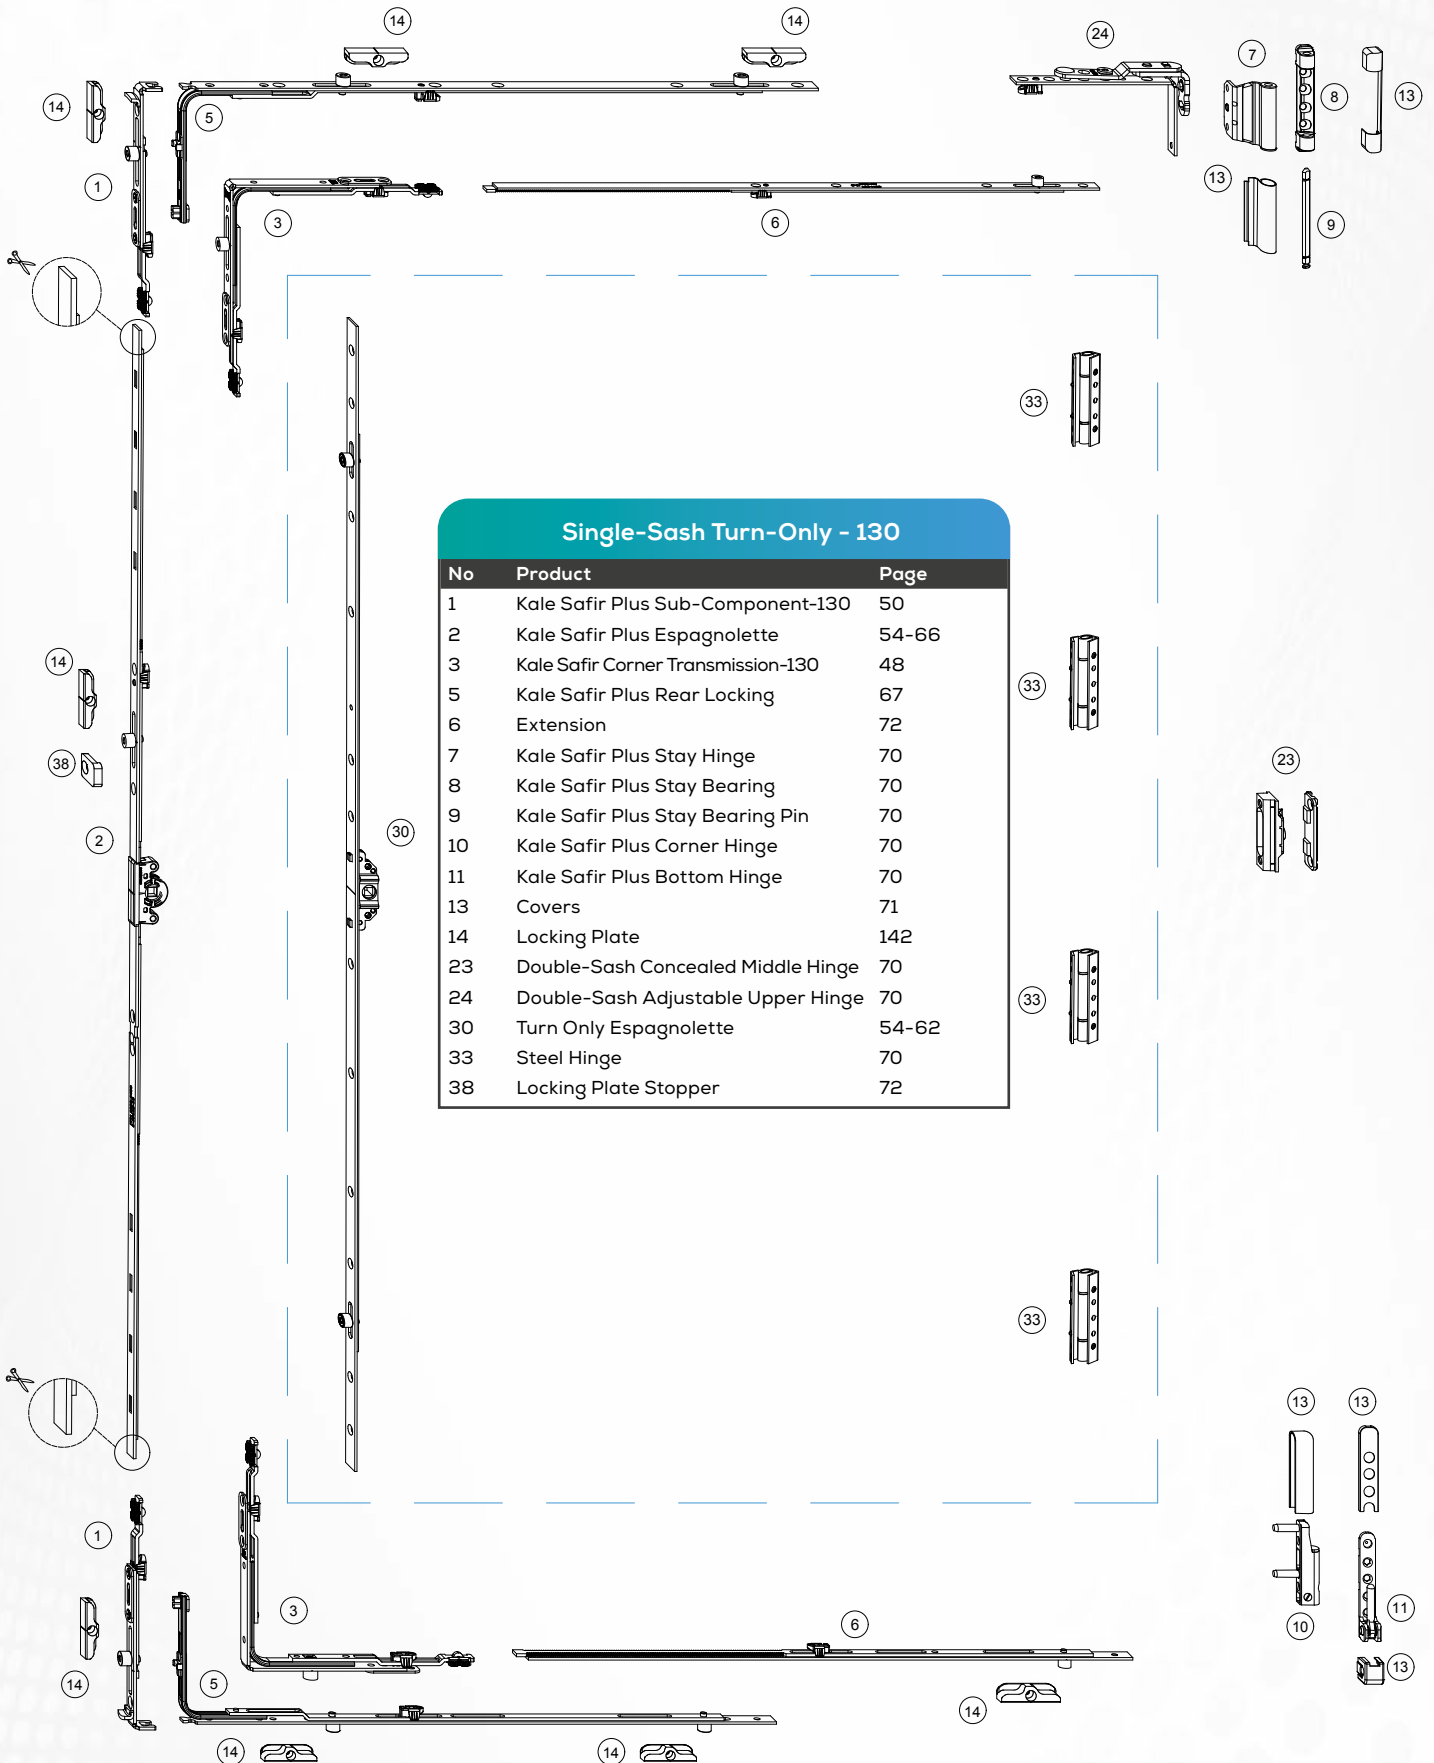 14
14
24
7
8
13
14
5
1
3
6
13
9
33
Single-Sash Turn-Only - 130
No Product Page
1 Kale Safir Plus Sub-Component-130 50
2 Kale Safir Plus Espagnolette 54-66
3 Kale Safir Corner Transmission-130 48
5 Kale Safir Plus Rear Locking 67
6 Extension 72
7 Kale Safir Plus Stay Hinge 70
8 Kale Safir Plus Stay Bearing 70
9 Kale Safir Plus Stay Bearing Pin 70
10 Kale Safir Plus Corner Hinge 70
11 Kale Safir Plus Bottom Hinge 70
13 Covers 71
14 Locking Plate 142
23 Double-Sash Concealed Middle Hinge 70
24 Double-Sash Adjustable Upper Hinge 70
30 Turn Only Espagnolette 54-62
33 Steel Hinge 70
38 Locking Plate Stopper 72
14
33
38
23
2
30
33
33
13
13
1
3
6
11
10
5
13
14
14
14
14